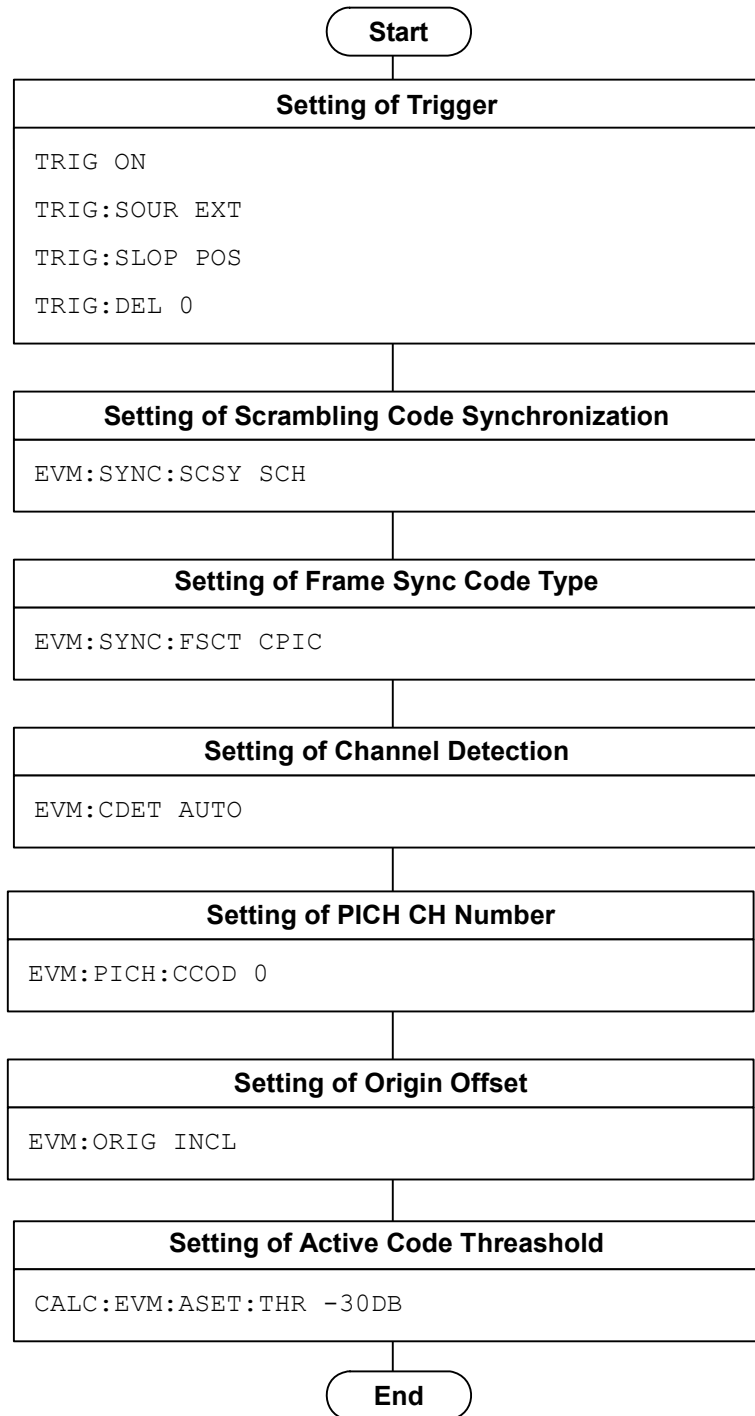 Start
Setting of Trigger
TRIG ON
TRIG:SOUR EXT
TRIG:SLOP POS
TRIG:DEL 0
Setting of Scrambling Code Synchronization
EVM:SYNC:SCSY SCH
Setting of Frame Sync Code Type
EVM:SYNC:FSCT CPIC
Setting of Channel Detection
EVM:CDET AUTO
Setting of PICH CH Number
EVM:PICH:CCOD 0
Setting of Origin Offset
EVM:ORIG INCL
Setting of Active Code Threashold
CALC:EVM:ASET:THR -30DB
End